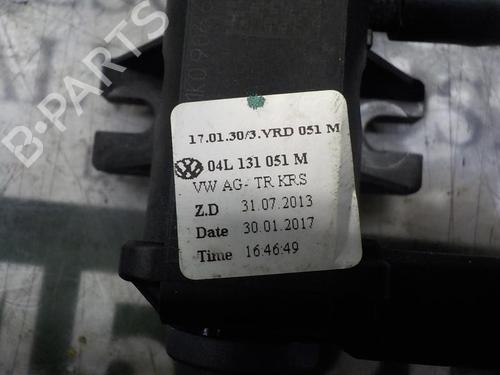 17.01.30/3.VRD 051 M
04L 131 051 M
VW AG- TR KRS
Z.D 31.07.2013
Date 30.01.2017
Time 16:46:49